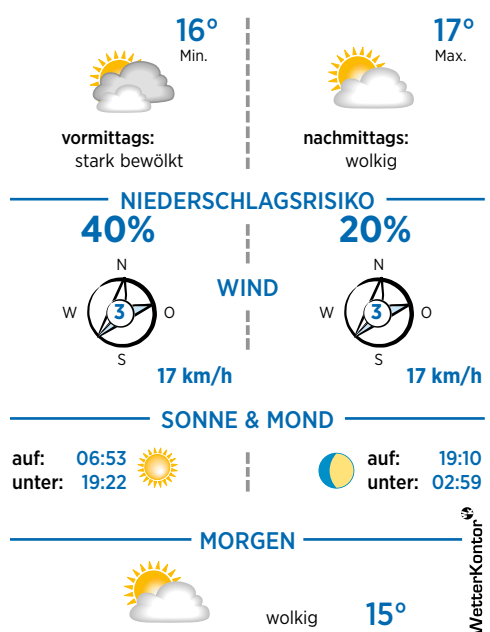 16° 17°
Min. Max.
vormittags: nachmittags:
stark bewölkt wolkig
NIEDERSCHLAGSRISIKO
40% 20%
N N
WIND
W 3 O W 3 O
S S
17 km/h 17 km/h
SONNE & MOND
auf: 06:53 auf: 19:10
unter: 19:22 unter: 02:59
MORGEN
wolkig 15°
WetterKontor